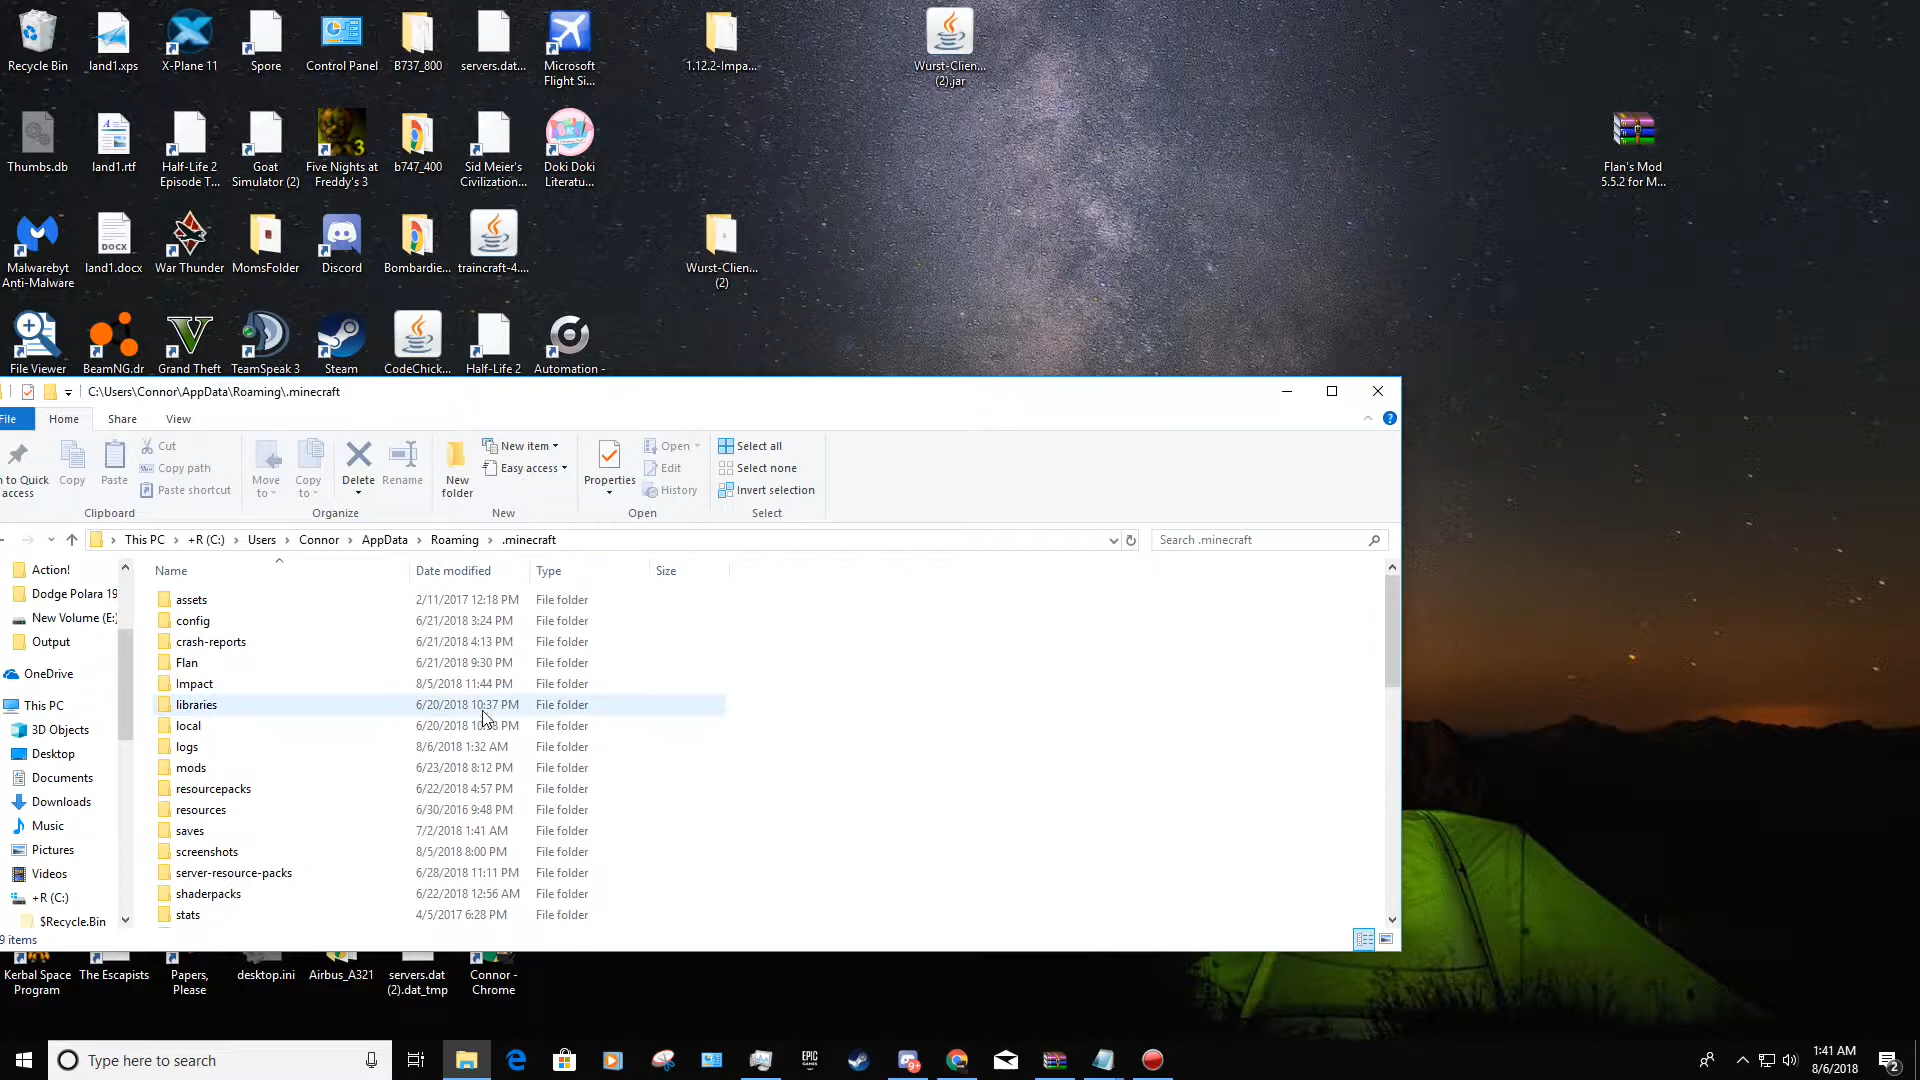 Recycle Bin
land1.xps
X-Plane 11
Spore
Control Panel
B737_800
servers.dat...
Microsoft
Flight Si...
1.12.2-Impa...
Wurst-Clien...
(2).jar
Thumbs.db
land1.rtf
Half-Life 2
Episode T...
Goat
Simulator (2)
Five Nights at
Freddy's 3
3
b747_400
Sid Meier's
Civilization...
Doki Doki
Literatu...
Flan's Mod
5.5.2 for M...
Malwarebyt
Anti-Malware
DOCX
land1.docx
War Thunder
MomsFolder
Discord
Bombardie...
traincraft-4....
Wurst-Clien...
(2)
File Viewer
BeamNG.dr
Grand Theft
TeamSpeak 3
Steam
CodeChick...
Half-Life 2
Automation -
C:\Users\Connor\AppData\Roaming\.minecraft
File
Home
Share
View
Cut
Copy path
Paste shortcut
n to Quick
access
Copy
Paste
Move
to
Copy
to
Delete
Rename
New
folder
New item
Easy access
Properties
Open
Edit
History
Select all
Select none
Invert selection
Clipboard
Organize
New
Open
Select
This PC
+R (C:)
Users
Connor
AppData
Roaming
.minecraft
Search .minecraft
Name
Date modified
Type
Size
Action!
Dodge Polara 19
New Volume (E:)
Output
OneDrive
This PC
3D Objects
Desktop
Documents
Downloads
Music
Pictures
Videos
+R (C:)
$Recycle.Bin
assets 2/11/2017 12:18 PM File folder
config 6/21/2018 3:24 PM File folder
crash-reports 6/21/2018 4:13 PM File folder
Flan 6/21/2018 9:30 PM File folder
Impact 8/5/2018 11:44 PM File folder
libraries 6/20/2018 10:37 PM File folder
local 6/20/2018 PM File folder
logs 8/6/2018 1:32 AM File folder
mods 6/23/2018 8:12 PM File folder
resourcepacks 6/22/2018 4:57 PM File folder
resources 6/30/2016 9:48 PM File folder
saves 7/2/2018 1:41 AM File folder
screenshots 8/5/2018 8:00 PM File folder
server-resource-packs 6/28/2018 11:11 PM File folder
shaderpacks 6/22/2018 12:56 AM File folder
stats 4/5/2017 6:28 PM File folder
9 items
Kerbal Space
Program
The Escapists
Papers,
Please
desktop.ini
Airbus_A321
servers.dat
(2).dat_tmp
Connor -
Chrome
Type here to search
EPIC
GAMES
9+
1:41 AM
8/6/2018
2